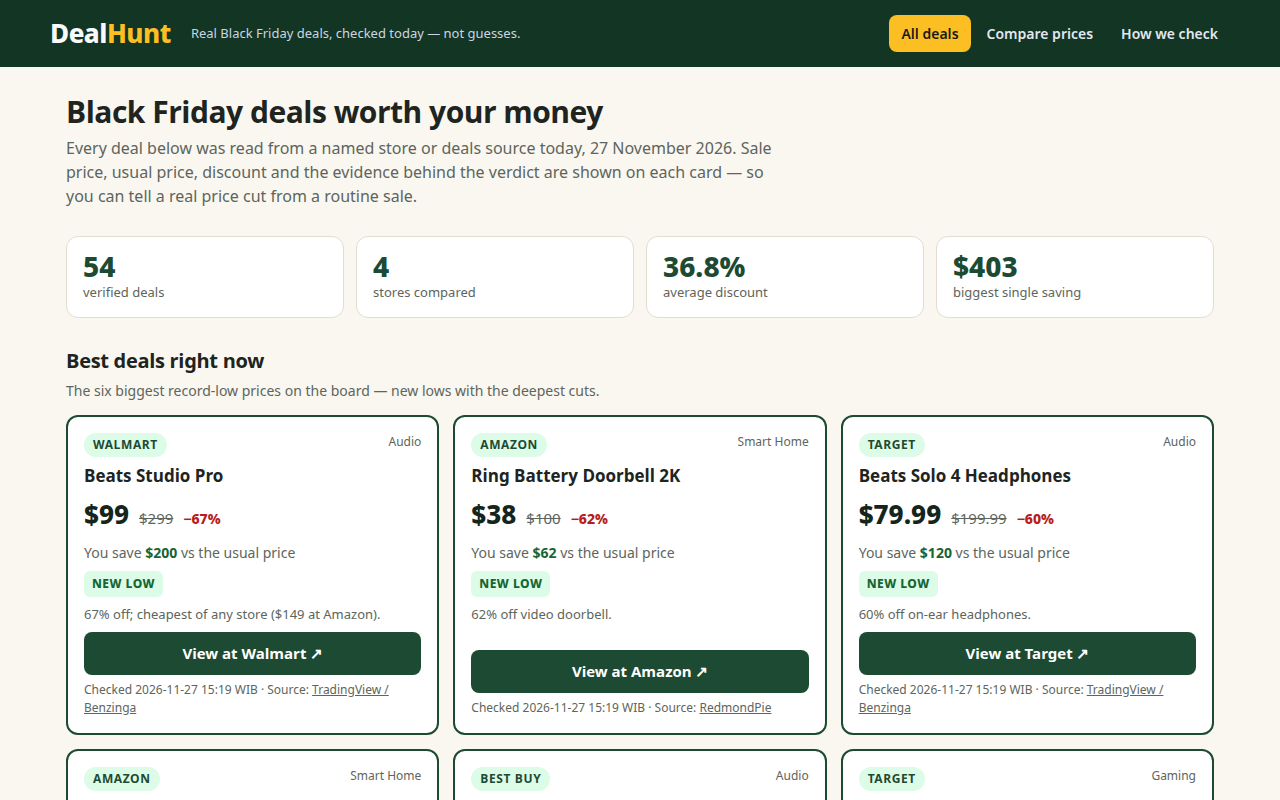 DealHunt
Real Black Friday deals, checked today — not guesses.
All deals
Compare prices
How we check
Black Friday deals worth your money
Every deal below was read from a named store or deals source today, 27 November 2026. Sale
price, usual price, discount and the evidence behind the verdict are shown on each card — so
you can tell a real price cut from a routine sale.
54
verified deals
4
stores compared
36.8%
average discount
$403
biggest single saving
Best deals right now
The six biggest record-low prices on the board — new lows with the deepest cuts.
WALMART
Audio
Beats Studio Pro
$99 $299 −67%
You save $200 vs the usual price
NEW LOW
67% off; cheapest of any store ($149 at Amazon).
View at Walmart ↗
Checked 2026-11-27 15:19 WIB · Source: TradingView /
Benzinga
AMAZON
Smart Home
Ring Battery Doorbell 2K
$38 $100 −62%
You save $62 vs the usual price
NEW LOW
62% off video doorbell.
View at Amazon ↗
Checked 2026-11-27 15:19 WIB · Source: RedmondPie
TARGET
Audio
Beats Solo 4 Headphones
$79.99 $199.99 −60%
You save $120 vs the usual price
NEW LOW
60% off on-ear headphones.
View at Target ↗
Checked 2026-11-27 15:19 WIB · Source: TradingView /
Benzinga
AMAZON
Smart Home
BEST BUY
Audio
TARGET
Gaming